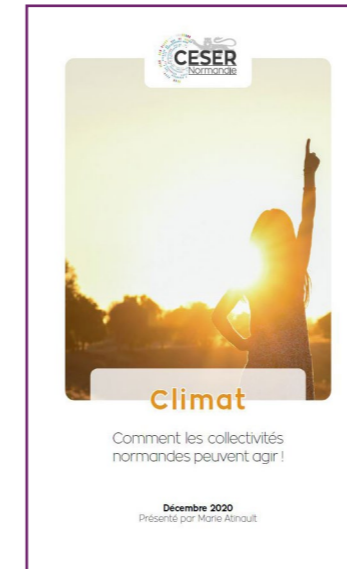 CESER
Normandie
Climat
Comment les collectivités
normandes peuvent agir !
Décembre 2020
Présenté par Marie Atinault